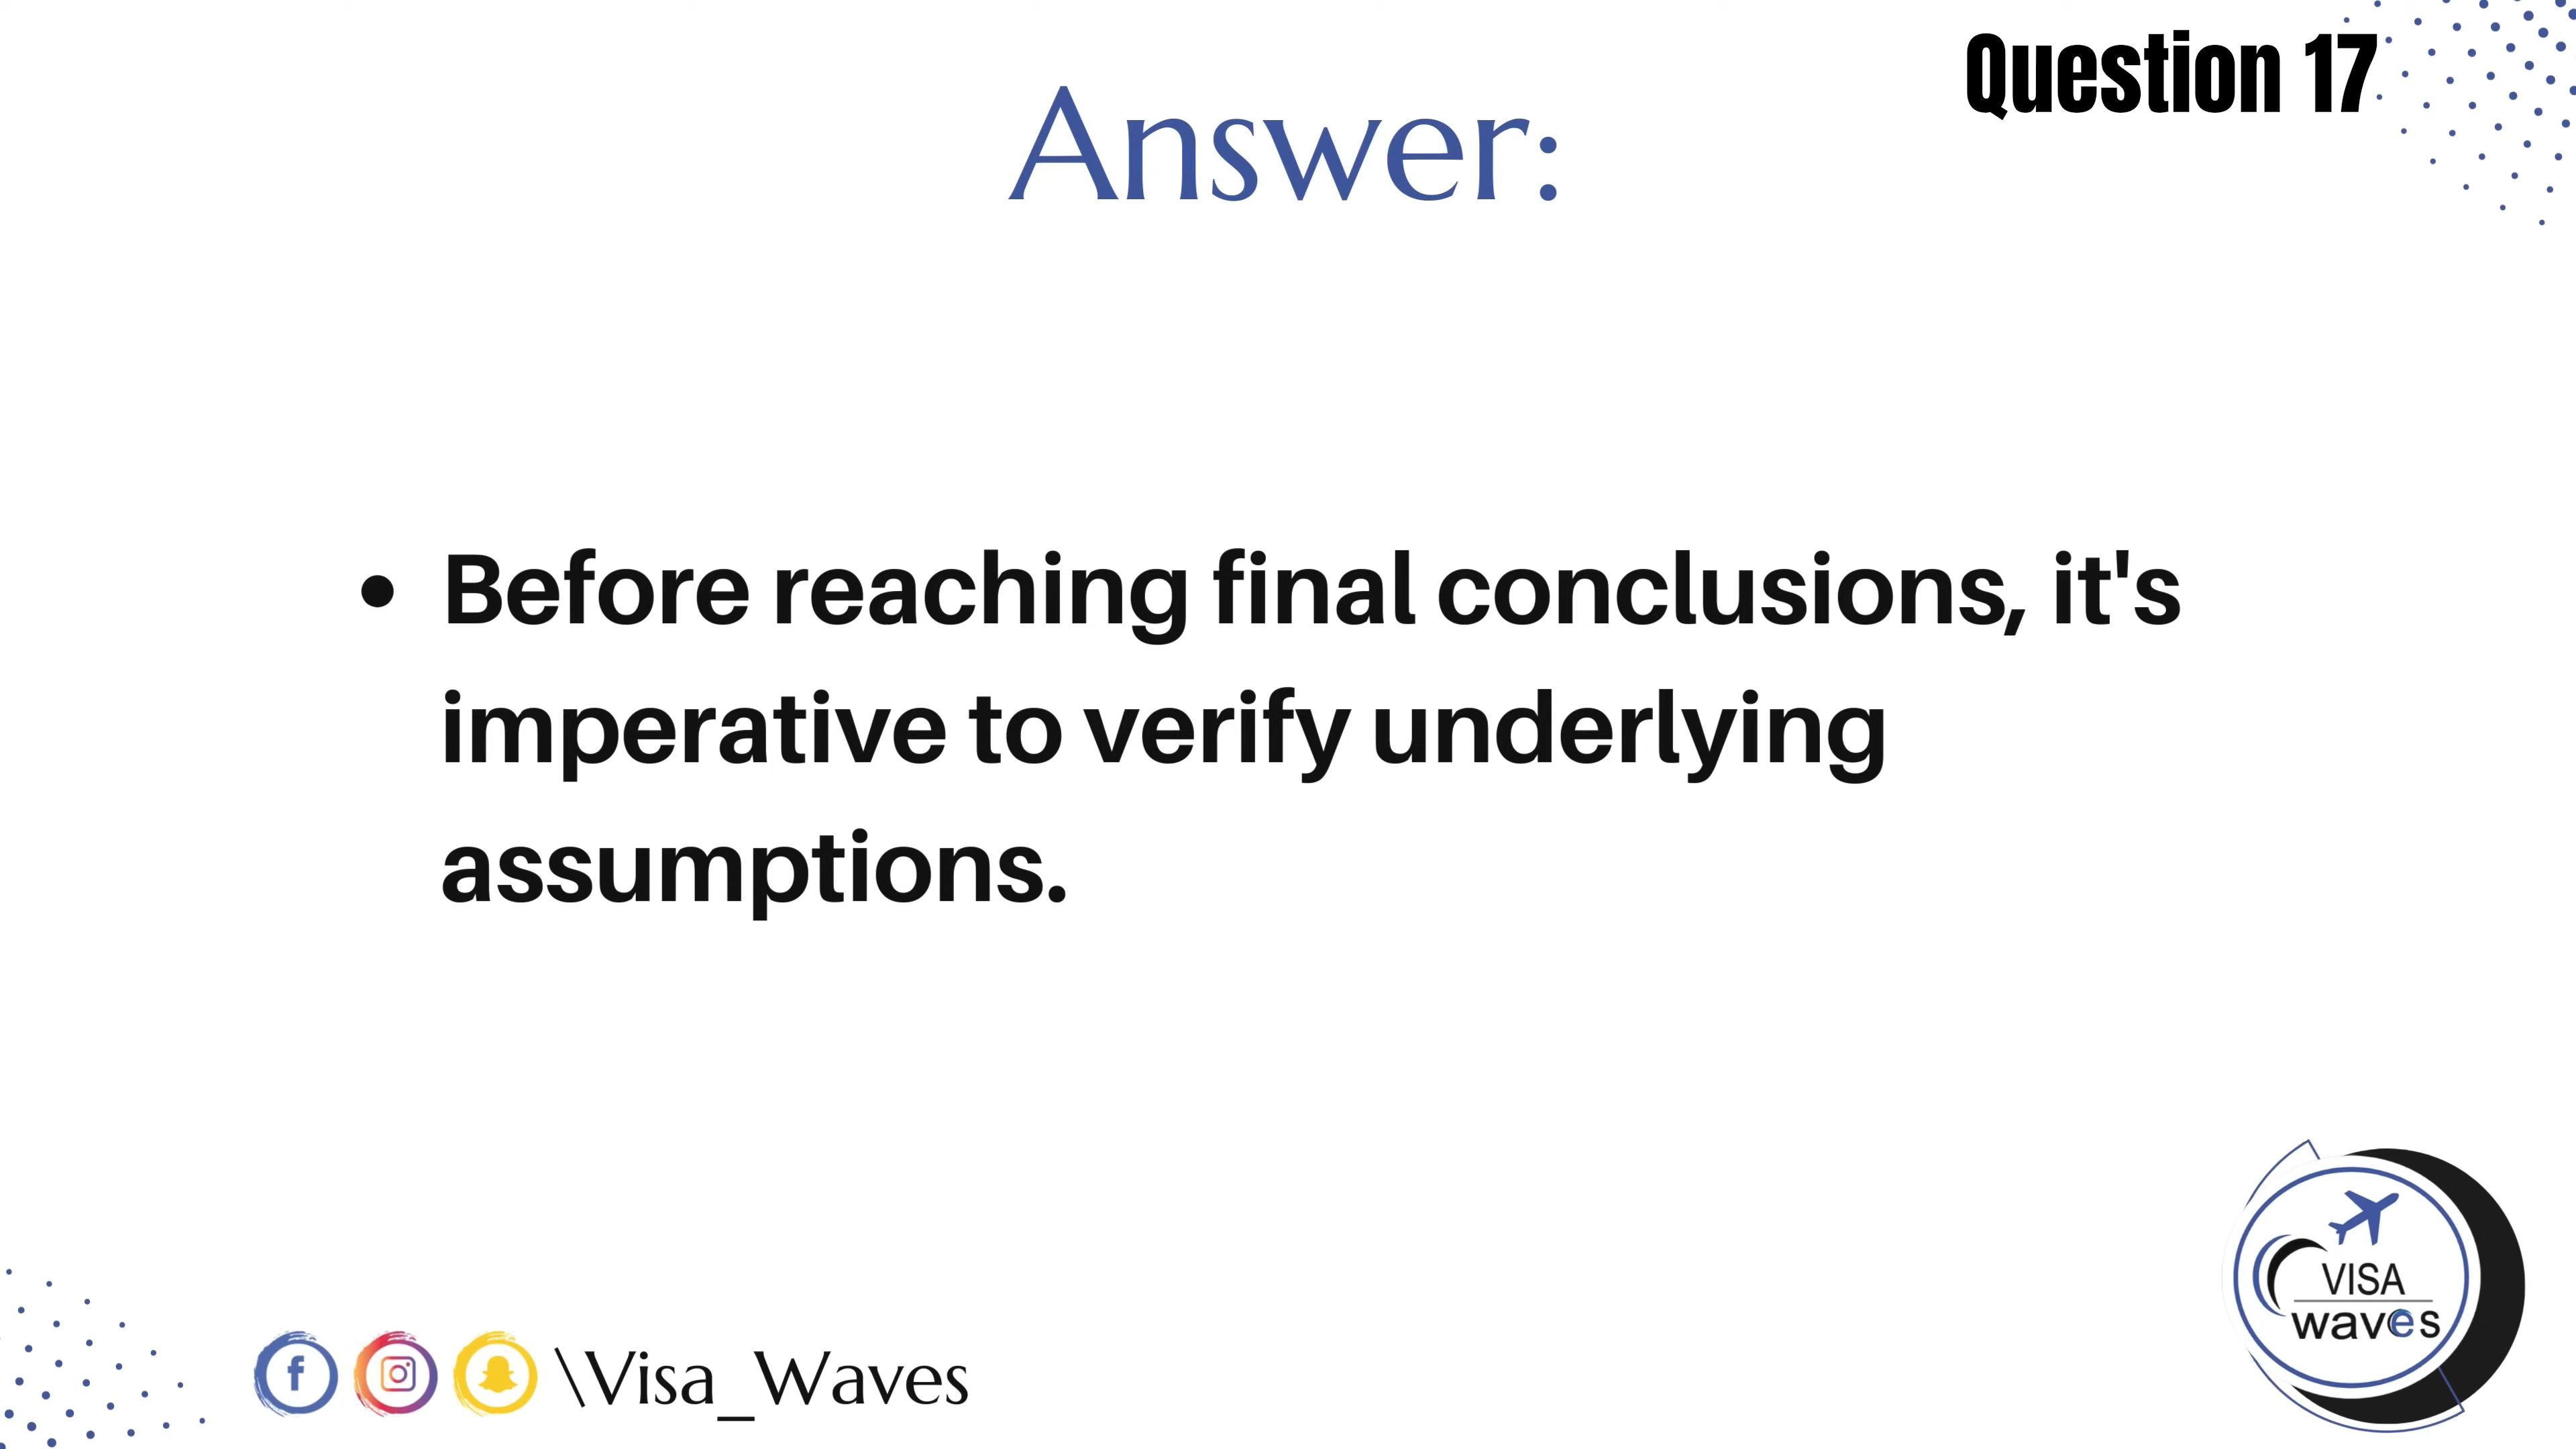 Question 17
Answer:
• Before reaching final conclusions, it's
imperative to verify underlying
assumptions.
\Visa_Waves
VISA
waves